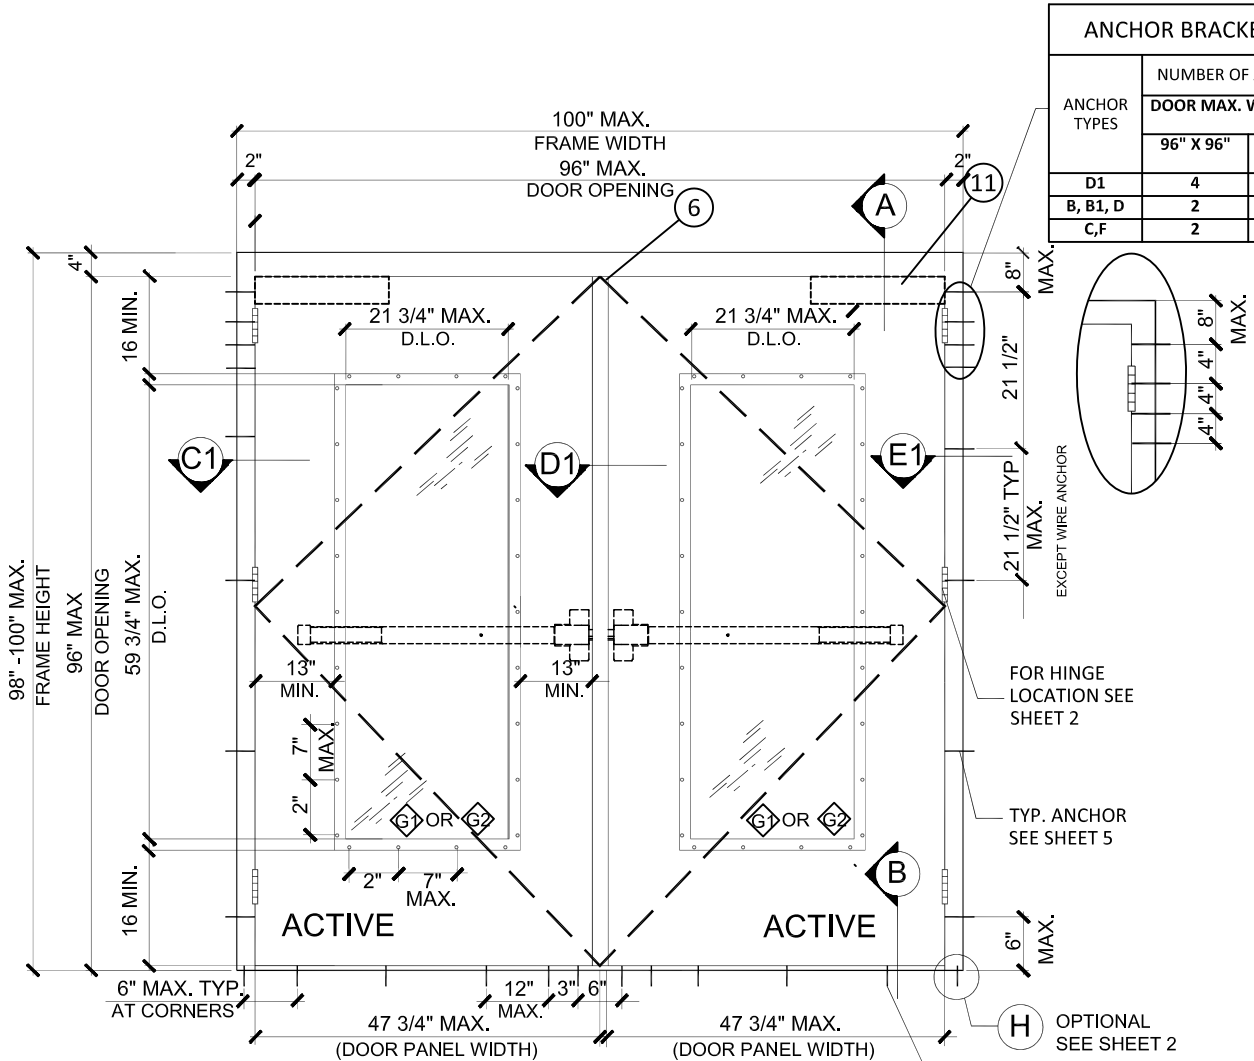 ANCHOR BRACKE
NUMBER OF
ANCHOR
TYPES
DOOR MAX. W
96" X 96"
D1
4
B, B1, D
2
C,F
2
100" MAX.
FRAME WIDTH
2"
96" MAX.
DOOR OPENING
2"
6
A
11
4"
8"
MAX.
16 MIN.
21 3/4" MAX.
D.L.O.
21 3/4" MAX.
D.L.O.
21 1/2"
8"
MAX.
4"
4"
4"
C1
D1
E1
21 1/2" TYP
MAX.
EXCEPT WIRE ANCHOR
98" -100" MAX.
FRAME HEIGHT
96" MAX
DOOR OPENING
59 3/4" MAX.
D.L.O.
13"
MIN.
13"
MIN.
FOR HINGE
LOCATION SEE
SHEET 2
7"
MAX.
2"
G1 OR G2
G1 OR G2
TYP. ANCHOR
SEE SHEET 5
16 MIN.
2"
7"
MAX.
B
ACTIVE
ACTIVE
6"
MAX.
6" MAX. TYP.
AT CORNERS
12"
MAX.
3"
6"
47 3/4" MAX.
(DOOR PANEL WIDTH)
47 3/4" MAX.
(DOOR PANEL WIDTH)
H
OPTIONAL
SEE SHEET 2